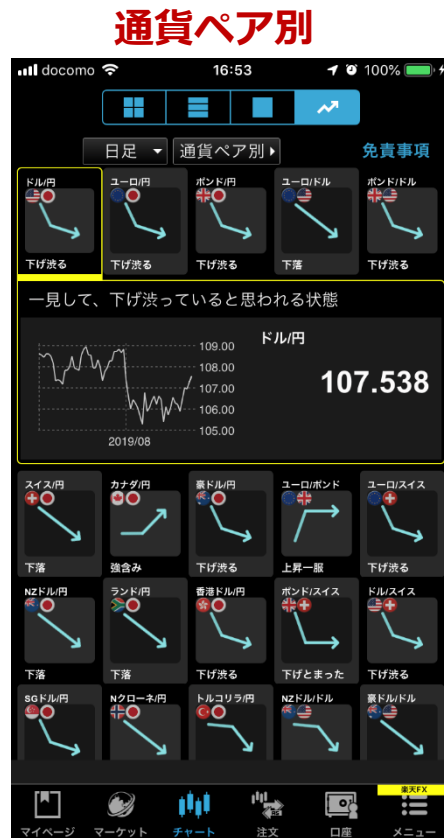 通貨ペア別
docomo 16:53 100%
日足 通貨ペア別 免責事項
ドル/円 ユーロ/円 ポンド/円 ユーロ/ドル ポンド/ドル
下げ渋る 下げ渋る 下げ渋る 下落 下げ渋る
一見して、下げ渋っていると思われる状態
ドル/円
109.00
108.00
107.538
107.00
106.00
105.00
2019/08
スイス/円 カナダ/円 豪ドル/円 ユーロ/ポンド ユーロ/スイス
下落 強含み 下げ渋る 上昇一服 下げ渋る
NZドル/円 ランド/円 香港ドル/円 ポンド/スイス ドル/スイス
下落 下落 下げ渋る 下げとまった 下げ渋る
SGドル/円 Nクローネ/円 トルコリラ/円 NZドル/ドル 豪ドル/ドル
楽天FX
マイページ マーケット チャート 注文 口座 メニュー